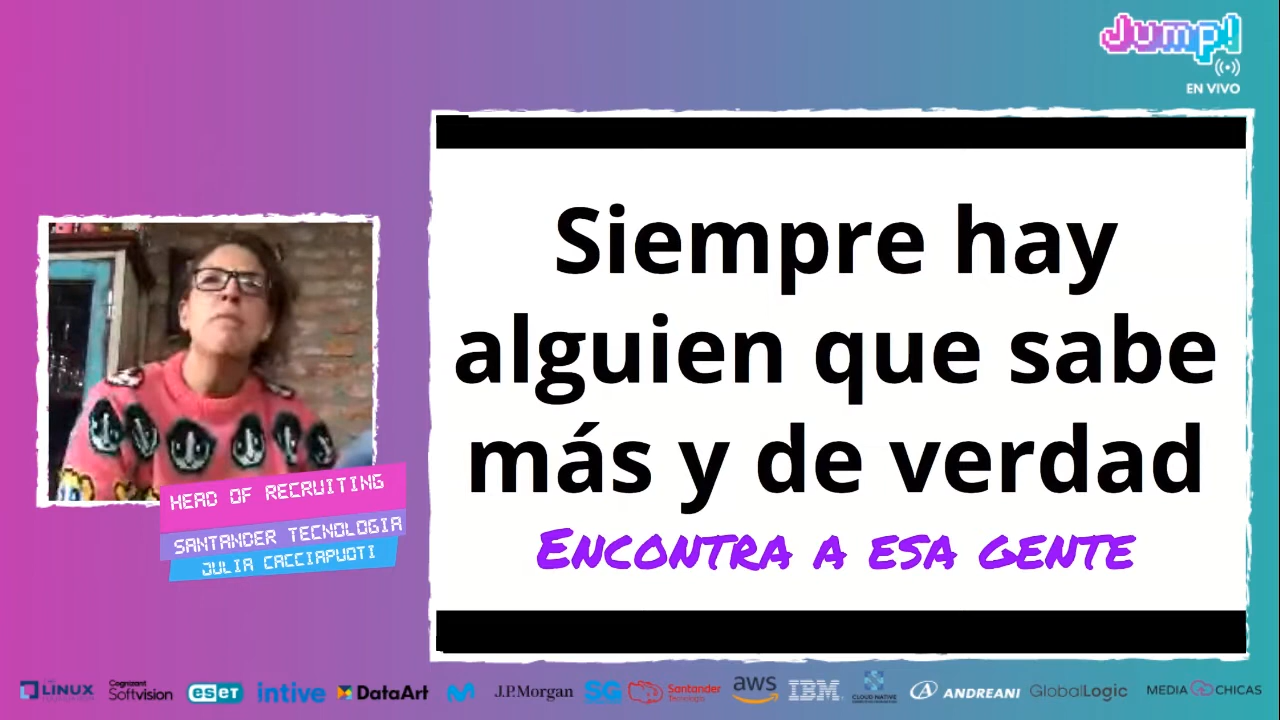 Jump!
EN VIVO
Siempre hay
alguien que sabe
más y de verdad
ENCONTRA A ESA GENTE
HEAD OF RECRUITING
SANTANDER TECNOLOGIA
JULIA CACCIAPUOTI
LINUX
Cognizant
Softvision
eseT
intive
DataArt
J.P.Morgan
SG
Santander
Tecnología
aws
IBM
CLOUD NATIVE
ANDREANI
GlobalLogic
MEDIA CHICAS